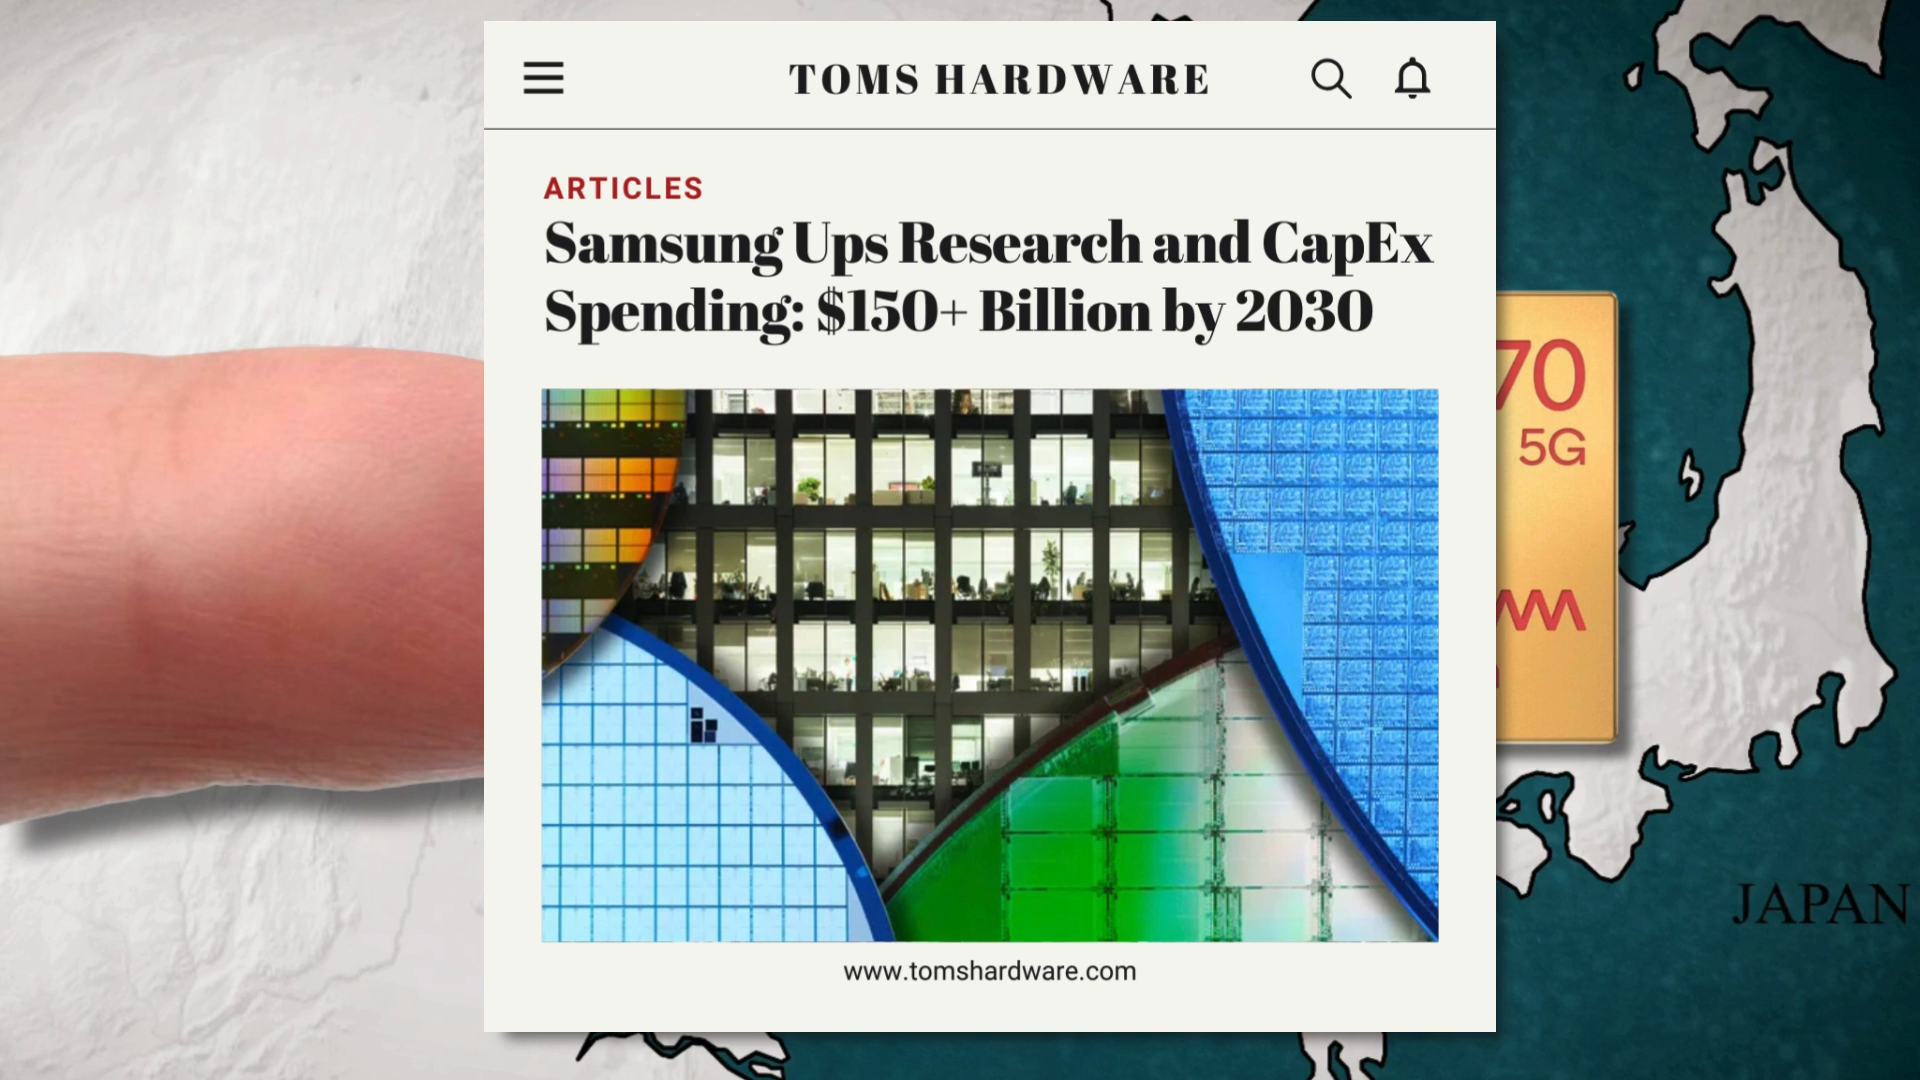 TOMS HARDWARE
ARTICLES
Samsung Ups Research and CapEx
Spending: $150+ Billion by 2030
www.tomshardware.com
70
5G
JAPAN